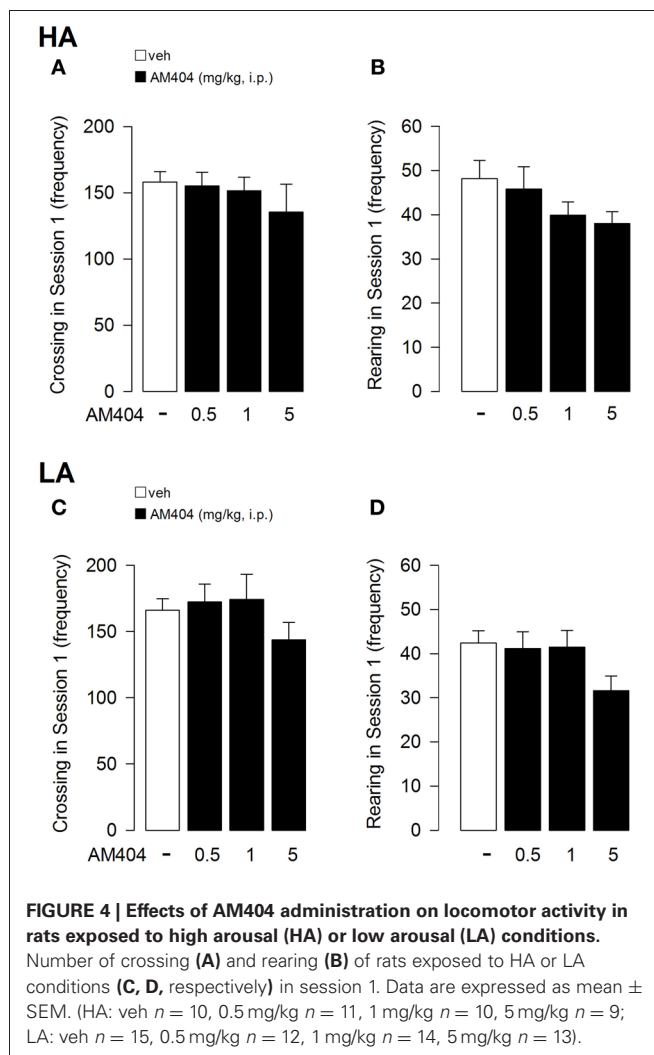 HA
veh
AM404 (mg/kg, i.p.)
A
Crossing in Session 1 (frequency)
200
150
100
50
0
AM404 - 0.5 1 5
B
Rearing in Session 1 (frequency)
60
50
40
30
20
10
0
- 0.5 1 5
LA
veh
AM404 (mg/kg, i.p.)
C
Crossing in Session 1 (frequency)
200
150
100
50
0
AM404 - 0.5 1 5
D
Rearing in Session 1 (frequency)
60
50
40
30
20
10
0
- 0.5 1 5
FIGURE 4 | Effects of AM404 administration on locomotor activity in
rats exposed to high arousal (HA) or low arousal (LA) conditions.
Number of crossing (A) and rearing (B) of rats exposed to HA or LA
conditions (C, D, respectively) in session 1. Data are expressed as mean ±
SEM. (HA: veh n = 10, 0.5 mg/kg n = 11, 1 mg/kg n = 10, 5 mg/kg n = 9;
LA: veh n = 15, 0.5 mg/kg n = 12, 1 mg/kg n = 14, 5 mg/kg n = 13).